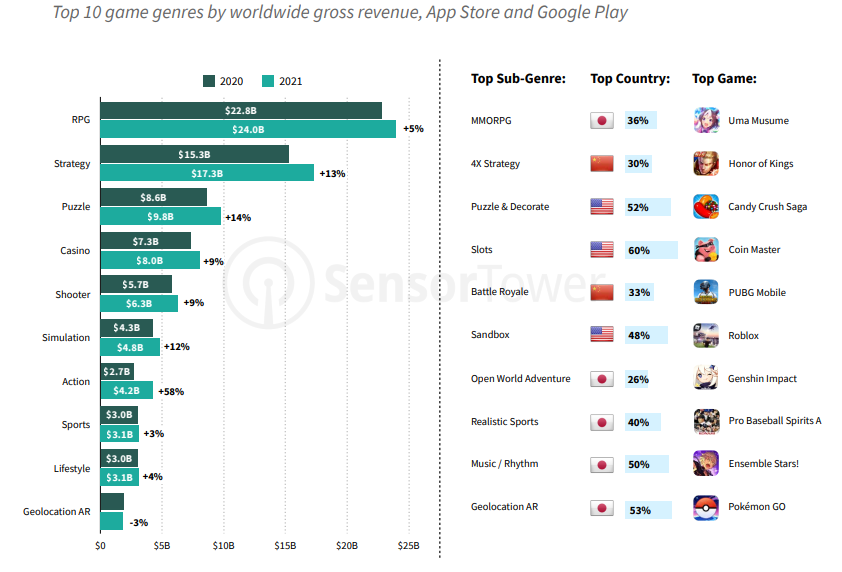 Top 10 game genres by worldwide gross revenue, App Store and Google Play
2020 2021
Top Sub-Genre: Top Country: Top Game:
RPG $22.8B $24.0B +5% MMORPG 36% Uma Musume
Strategy $15.3B $17.3B +13% 4X Strategy 30% Honor of Kings
Puzzle $8.6B $9.8B +14% Puzzle & Decorate 52% Candy Crush Saga
Casino $7.3B $8.0B +9% Slots 60% Coin Master
SensorTower
Shooter $5.7B $6.3B +9% Battle Royale 33% PUBG Mobile
Simulation $4.3B $4.8B +12% Sandbox 48% Roblox
Action $2.7B $4.2B +58% Open World Adventure 26% Genshin Impact
Sports $3.0B $3.1B +3% Realistic Sports 40% Pro Baseball Spirits A
Lifestyle $3.0B $3.1B +4% Music / Rhythm 50% Ensemble Stars!
Geolocation AR -3% Geolocation AR 53% Pokémon GO
$0 $5B $10B $15B $20B $25B